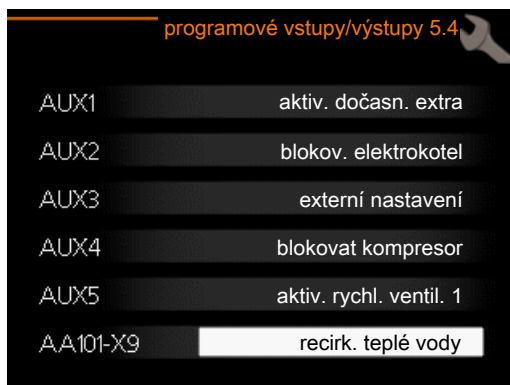 programové vstupy/výstupy 5.4
AUX1 aktiv. dočasn. extra
AUX2 blokov. elektrokotel
AUX3 externí nastavení
AUX4 blokovat kompresor
AUX5 aktiv. rychl. ventil. 1
AA101-X9 recirk. teplé vody